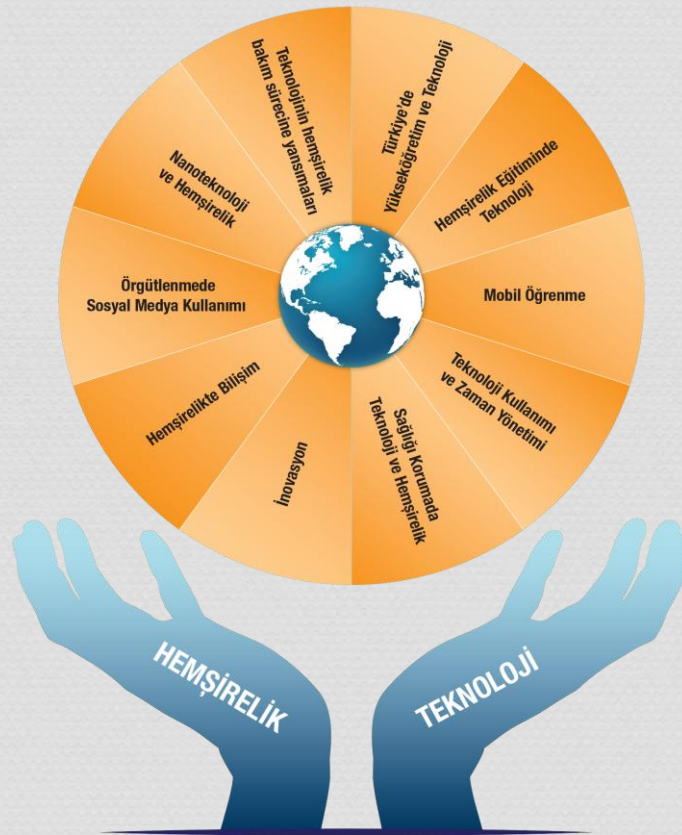 Teknolojinin hemşirelik
bakım sürecine yansımaları
Türkiye'de
Yükseköğretim ve Teknoloji
Hemşirelik Eğitiminde
Teknoloji
Mobil Öğrenme
Teknoloji Kullanımı
ve Zaman Yönetimi
Sağlığı Korumada
Teknoloji ve Hemşirelik
İnovasyon
Hemşirelikte Bilişim
Örgütlenmede
Sosyal Medya Kullanımı
Nanoteknoloji
ve Hemşirelik
HEMŞİRELİK
TEKNOLOJİ